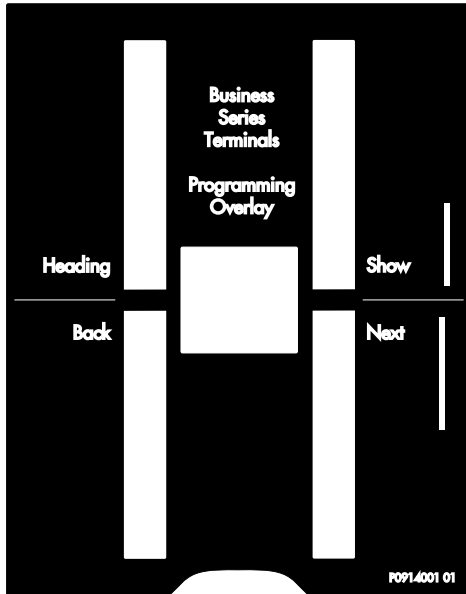 Business
Series
Terminals
Programming
Overlay
Heading
Show
Back
Next
P0914001 01